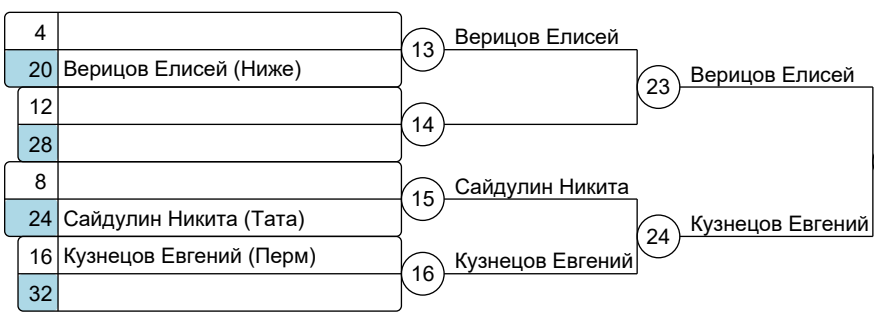 4
20 Верицов Елисей (Ниже)
12
28
8
24 Сайдулин Никита (Тата)
16 Кузнецов Евгений (Перм)
32
13
Верицов Елисей
14
15
Сайдулин Никита
16
Кузнецов Евгений
23
Верицов Елисей
24
Кузнецов Евгений